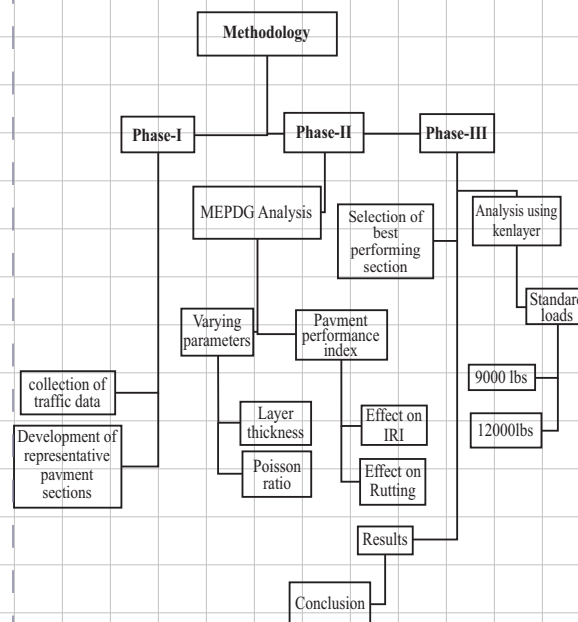 Methodology
Phase-I
Phase-II
Phase-III
MEPDG Analysis
Selection of
best
performing
section
Analysis using
kenlayer
Varying
parameters
Pavment
performance
index
Standard
loads
collection of
traffic data
9000 lbs
Layer
thickness
Effect on
IRI
12000lbs
Development of
representative
pavment
sections
Poisson
ratio
Effect on
Rutting
Results
Conclusion